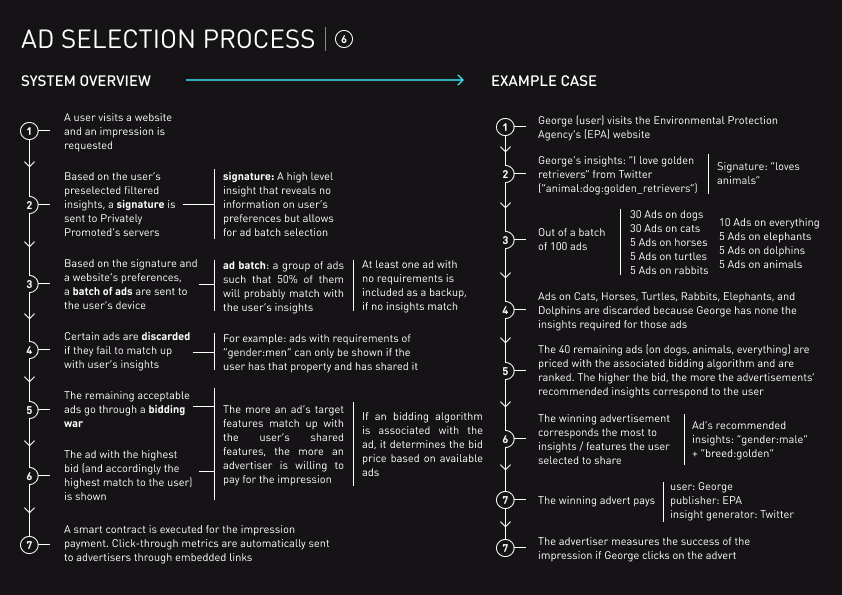 AD SELECTION PROCESS | 6
SYSTEM OVERVIEW
1
A user visits a website
and an impression is
requested
2
Based on the user's
preselected filtered
insights, a signature is
sent to Privately
Promoted's servers
signature: A high level
insight that reveals no
information on user's
preferences but allows
for ad batch selection
3
Based on the signature and
a website's preferences,
a batch of ads are sent to
the user's device
ad batch: a group of ads
such that 50% of them
will probably match with
the user's insights
At least one ad with
no requirements is
included as a backup,
if no insights match
4
Certain ads are discarded
if they fail to match up
with user's insights
For example: ads with requirements of
"gender:men" can only be shown if the
user has that property and has shared it
5
The remaining acceptable
ads go through a bidding
war
6
The ad with the highest
bid (and accordingly the
highest match to the user)
is shown
The more an ad's target
features match up with
the user's shared
features, the more an
advertiser is willing to
pay for the impression
If an bidding algorithm
is associated with the
ad, it determines the bid
price based on available
ads
7
A smart contract is executed for the impression
payment. Click-through metrics are automatically sent
to advertisers through embedded links
EXAMPLE CASE
1
George (user) visits the Environmental Protection
Agency's (EPA) website
2
George's insights: "I love golden
retrievers" from Twitter
("animal:dog:golden_retrievers")
Signature: "loves
animals"
3
Out of a batch
of 100 ads
30 Ads on dogs
30 Ads on cats
5 Ads on horses
5 Ads on turtles
5 Ads on rabbits
10 Ads on everything
5 Ads on elephants
5 Ads on dolphins
5 Ads on animals
4
Ads on Cats, Horses, Turtles, Rabbits, Elephants, and
Dolphins are discarded because George has none the
insights required for those ads
5
The 40 remaining ads (on dogs, animals, everything) are
priced with the associated bidding algorithm and are
ranked. The higher the bid, the more the advertisements'
recommended insights correspond to the user
6
The winning advertisement
corresponds the most to
insights / features the user
selected to share
Ad's recommended
insights: "gender:male"
+ "breed:golden"
7
The winning advert pays
user: George
publisher: EPA
insight generator: Twitter
7
The advertiser measures the success of the
impression if George clicks on the advert